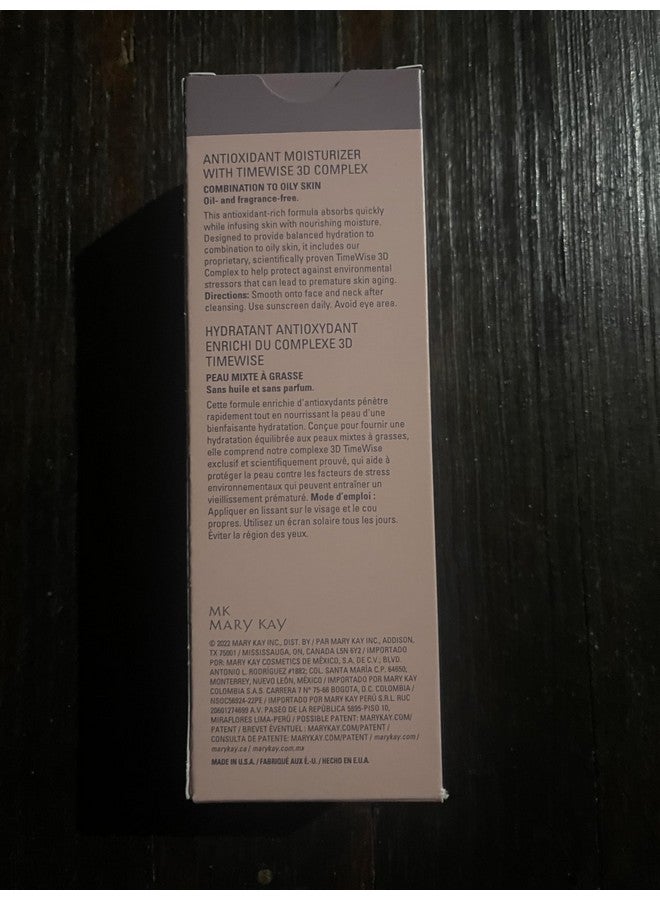 ANTIOXIDANT MOISTURIZER
WITH TIMEWISE 3D COMPLEX
COMBINATION TO OILY SKIN
Oil- and fragrance-free.
This antioxidant-rich formula absorbs quickly
while infusing skin with nourishing moisture.
Designed to provide balanced hydration to
combination to oily skin, it includes our
proprietary, scientifically proven TimeWise 3D
Complex to help protect against environmental
stressors that can lead to premature skin aging.
Directions: Smooth onto face and neck after
cleansing. Use sunscreen daily. Avoid eye area.
HYDRATANT ANTIOXYDANT
ENRICHI DU COMPLEXE 3D
TIMEWISE
PEAU MIXTE À GRASSE
Sans huile et sans parfum.
Cette formule enrichie d'antioxydants pénètre
rapidement tout en nourrissant la peau d'une
bienfaisante hydratation. Conçue pour fournir une
hydratation équilibrée aux peaux mixtes à grasses,
elle comprend notre complexe 3D TimeWise
exclusif et scientifiquement prouvé, qui aide à
protéger la peau contre les facteurs de stress
environnementaux qui peuvent entraîner un
vieillissement prématuré. Mode d'emploi :
Appliquer en lissant sur le visage et le cou
propres. Utilisez un écran solaire tous les jours.
Éviter la région des yeux.
MK
MARY KAY
© 2022 MARY KAY INC., DIST. BY / PAR MARY KAY INC., ADDISON,
TX 75001 / MISSISSAUGA, ON, CANADA L5N 6Y2 / IMPORTADO
POR: MARY KAY COSMETICS DE MÉXICO, S.A. DE C.V.; BLVD.
ANTONIO L. RODRÍGUEZ #1882; COL. SANTA MARÍA C.P. 64650,
MONTERREY, NUEVO LEÓN, MÉXICO / IMPORTADO POR MARY KAY
COLOMBIA S.A.S. CARRERA 7 N° 75-66 BOGOTA, D.C. COLOMBIA /
NSOC56924-22PE / IMPORTADO POR MARY KAY PERÚ S.R.L. RUC
20601274699 A.V. PASEO DE LA REPÚBLICA 5895-PISO 10,
MIRAFLORES LIMA-PERÚ / POSSIBLE PATENT: MARYKAY.COM/
PATENT / BREVET ÉVENTUEL : MARYKAY.COM/PATENT /
CONSULTA DE PATENTE: MARYKAY.COM/PATENT / marykay.com /
marykay.ca / marykay.com.mx
MADE IN U.S.A. / FABRIQUÉ AUX É.-U. / HECHO EN E.U.A.